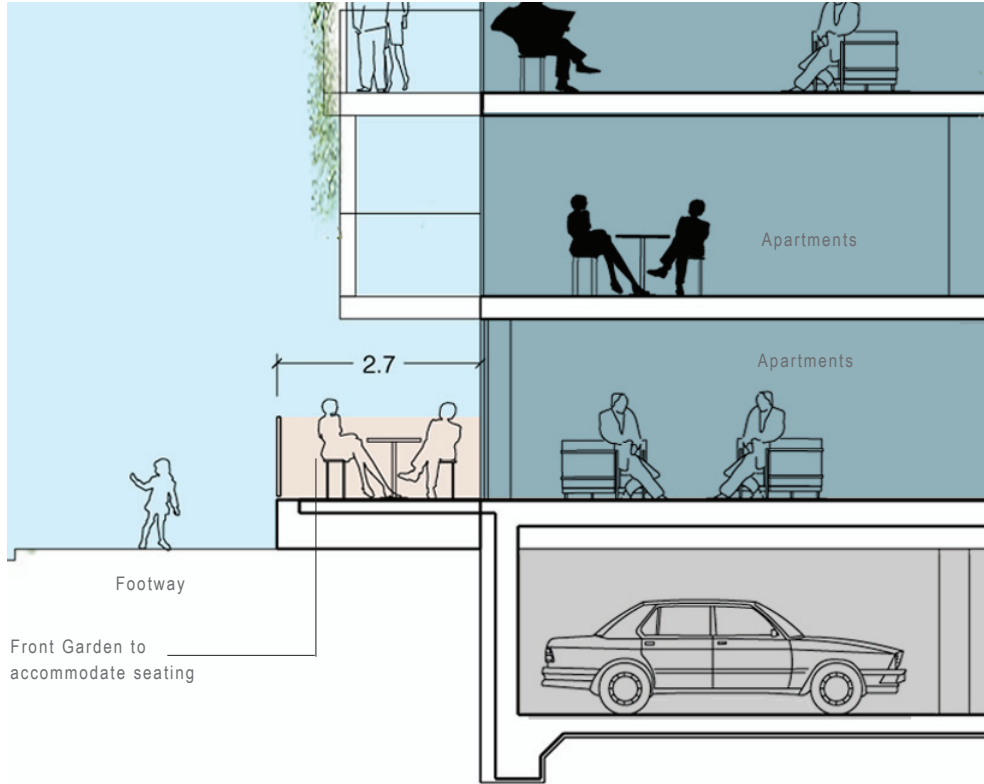 Apartments
Apartments
2.7
Footway
Front Garden to
accommodate seating